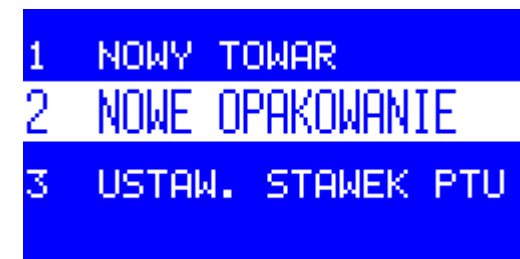 1 NOWY TOWAR
2 NOWE OPAKOWANIE
3 USTAW. STAWEK PTU